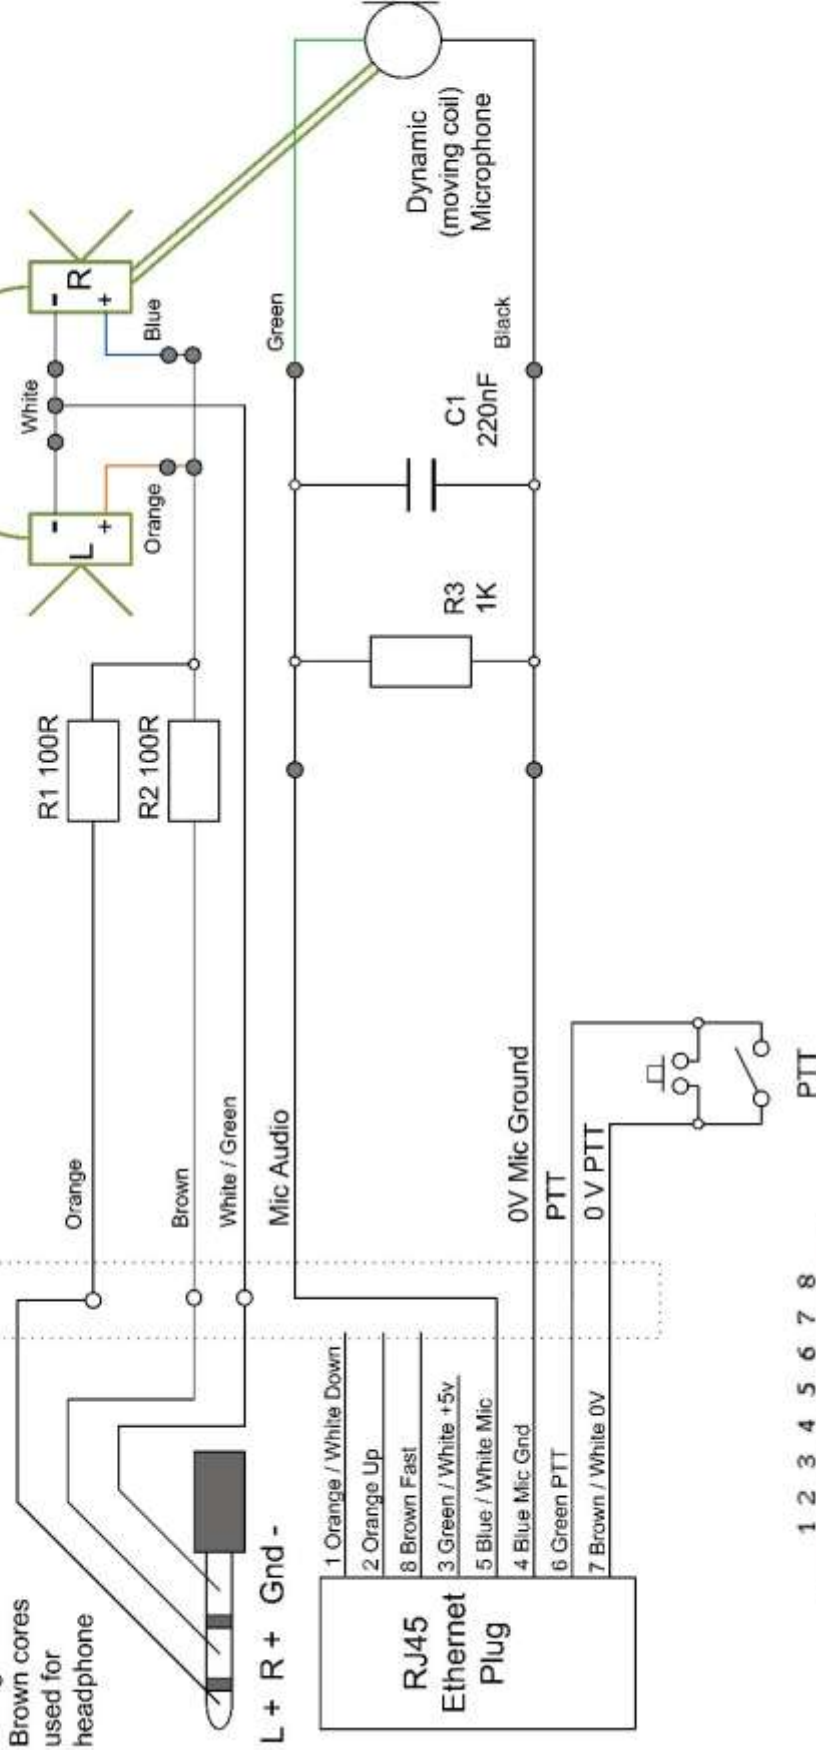 Brown cores
used for
headphone
L + R + Gnd -
Orange
Brown
White / Green
R1 100R
R2 100R
L
-
+
Orange
White
R
-
+
Blue
Mic Audio
0V Mic Ground
PTT
0 V PTT
R3
1K
C1
220nF
Green
Black
Dynamic
(moving coil)
Microphone
RJ45
Ethernet
Plug
1 Orange / White Down
2 Orange Up
8 Brown Fast
3 Green / White +5v
5 Blue / White Mic
4 Blue Mic Gnd
6 Green PTT
7 Brown / White 0V
PTT
1 2 3 4 5 6 7 8